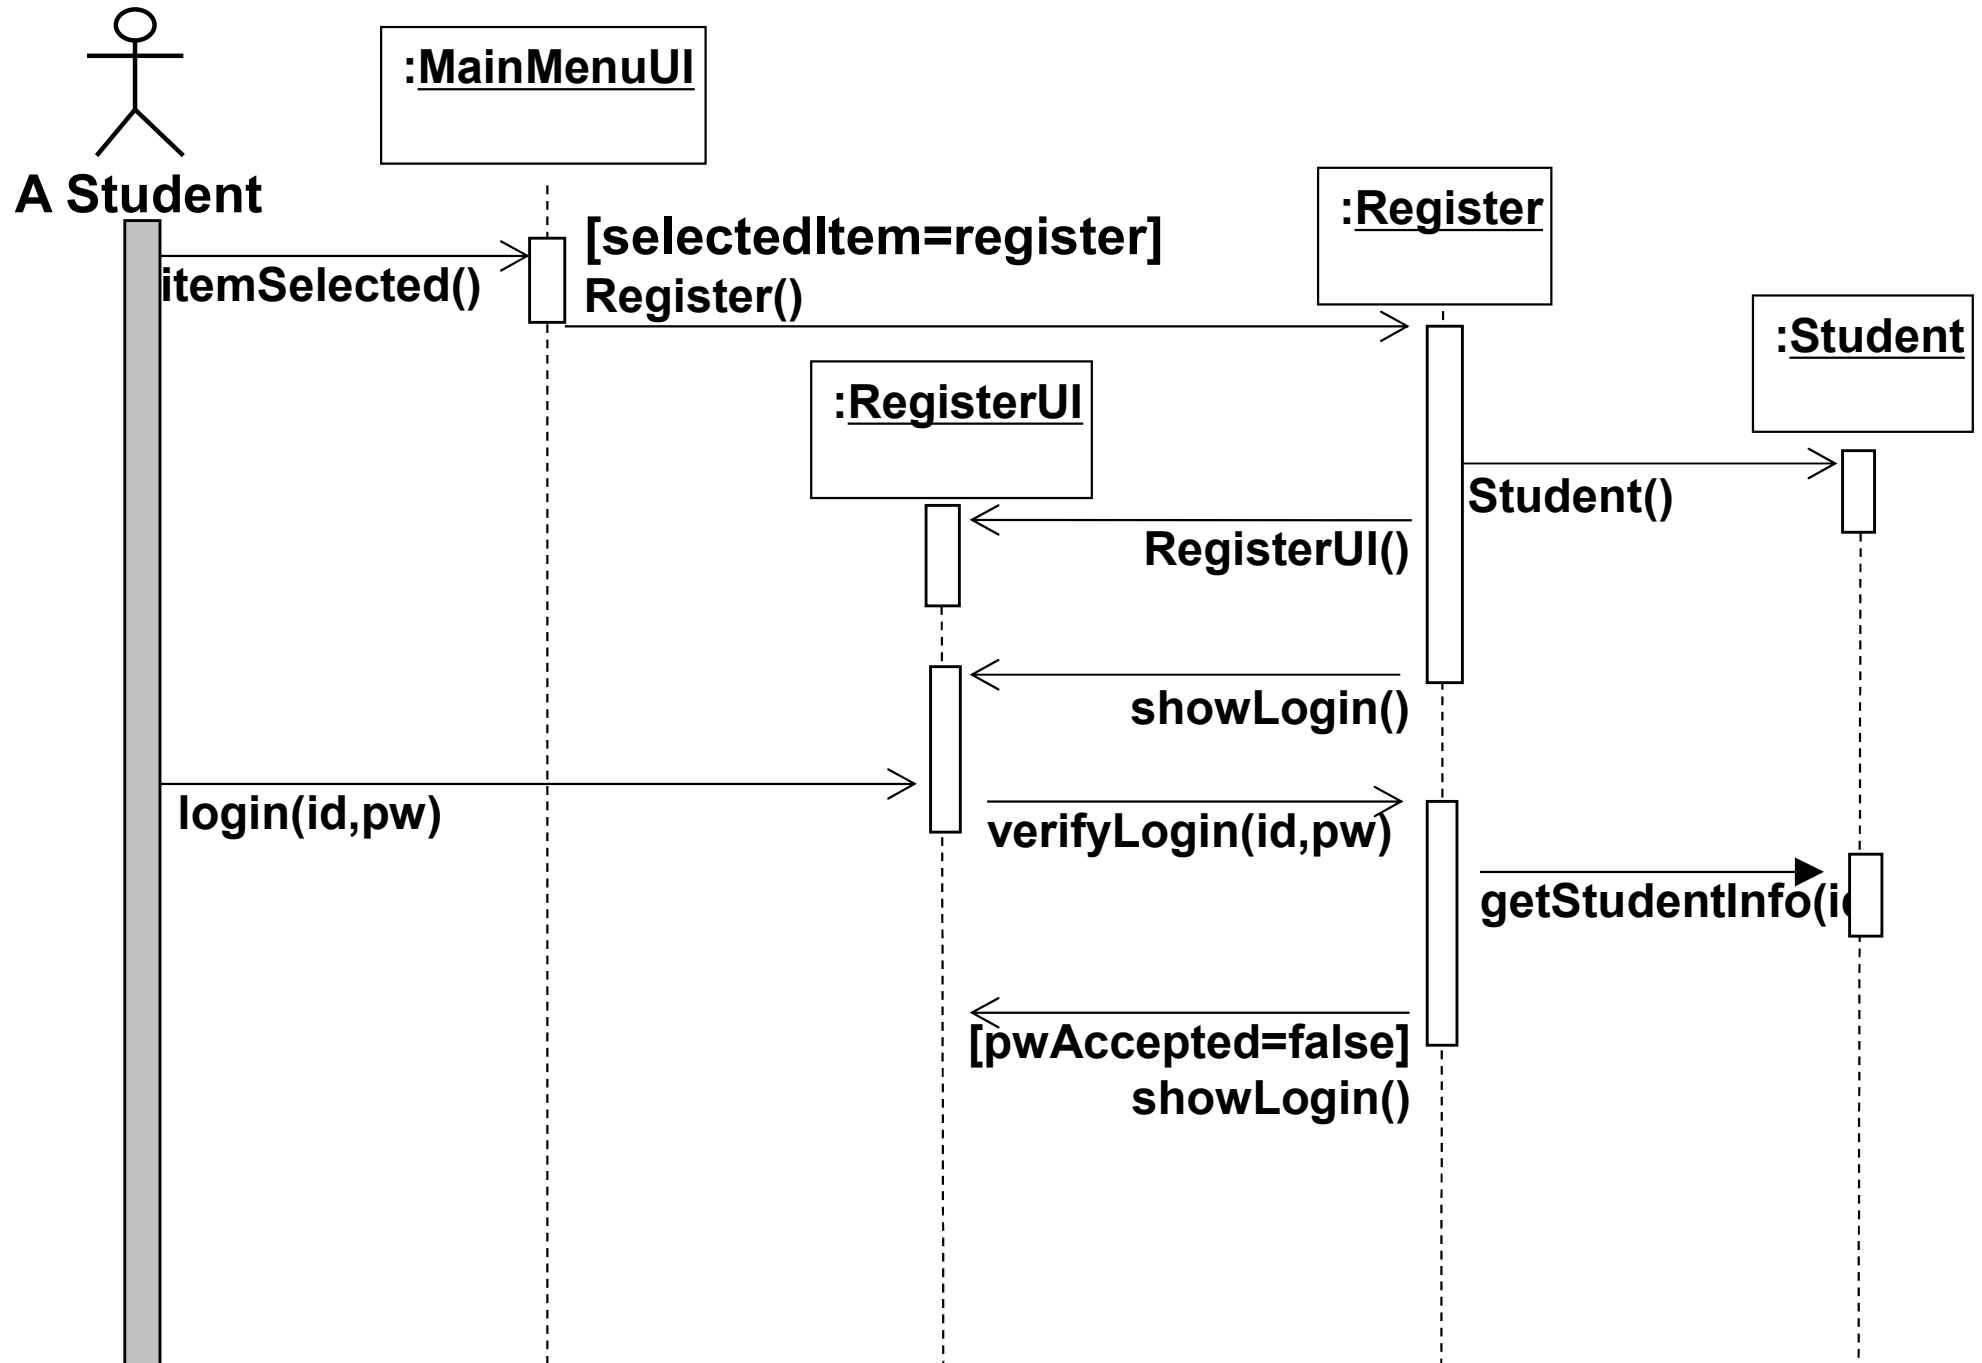 :MainMenuUI
A Student
:Register
[selectedItem=register]
itemSelected()
Register()
:Student
:RegisterUI
Student()
RegisterUI()
showLogin()
login(id,pw)
verifyLogin(id,pw)
getStudentInfo(i
[pwAccepted=false]
showLogin()